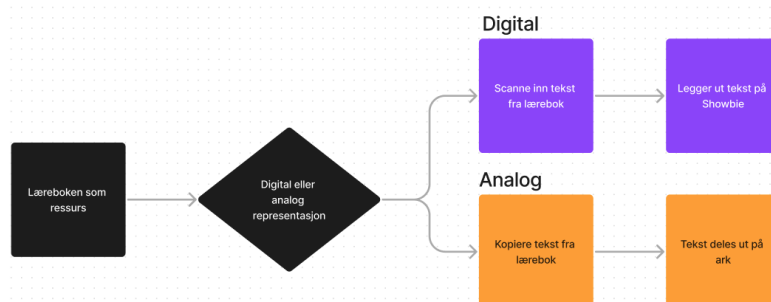 Læreboken som
ressurs
Digital eller
analog
representasjon
Digital
Scanne inn tekst
fra lærebok
Legger ut tekst på
Showbie
Analog
Kopiere tekst fra
lærebok
Tekst deles ut på
ark